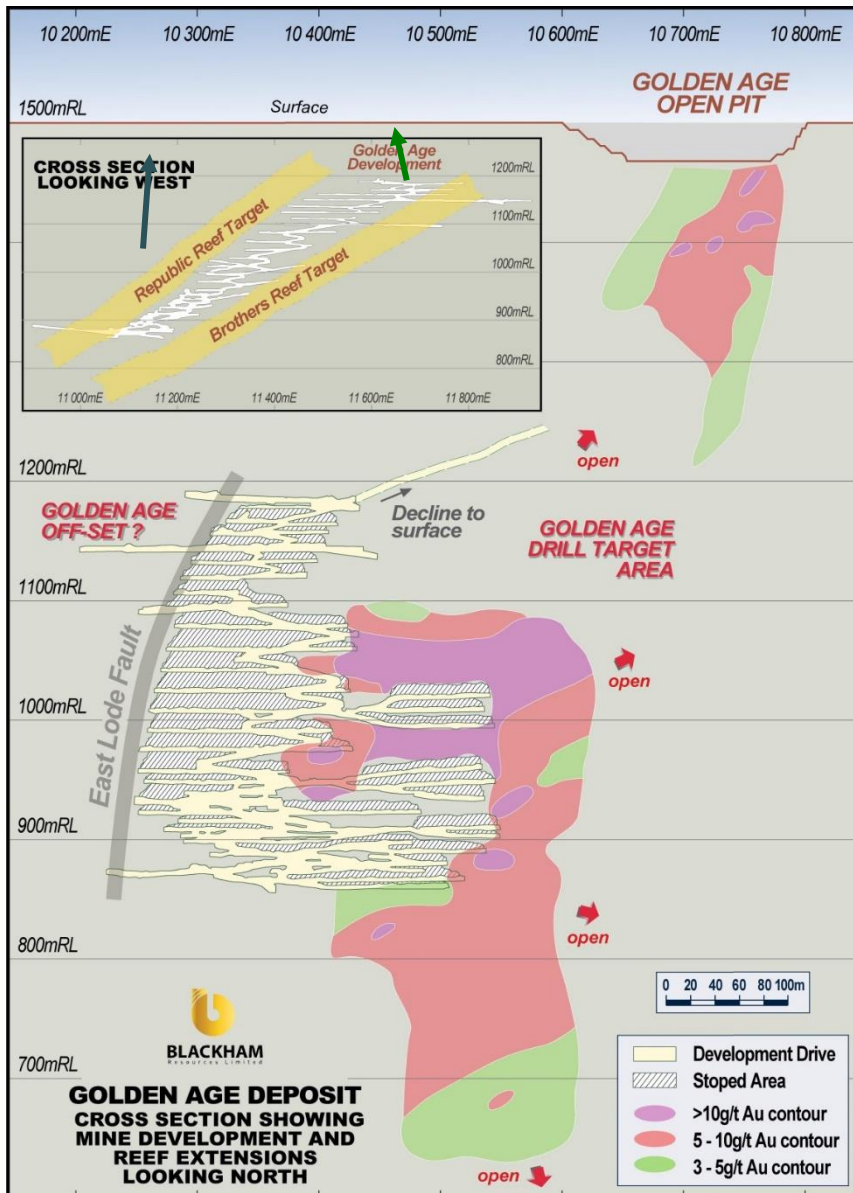 10 200mE 10 300mE 10 400mE 10 500mE 10 600mE 10 700mE 10 800mE
GOLDEN AGE
OPEN PIT
1500mRL
Surface
CROSS SECTION
LOOKING WEST
Golden Age
Development
Republic Reef Target
Brothers Reef Target
1200mRL
1100mRL
1000mRL
900mRL
800mRL
11 000mE 11 200mE 11 400mE 11 600mE 11 800mE
1200mRL
open
GOLDEN AGE
OFF-SET ?
Decline to
surface
GOLDEN AGE
DRILL TARGET
AREA
1100mRL
East Lode Fault
open
1000mRL
900mRL
open
800mRL
0 20 40 60 80 100m
BLACKHAM
Resources Limited
700mRL
GOLDEN AGE DEPOSIT
CROSS SECTION SHOWING
MINE DEVELOPMENT AND
REEF EXTENSIONS
LOOKING NORTH
open
Development Drive
Stoped Area
>10g/t Au contour
5 - 10g/t Au contour
3 - 5g/t Au contour